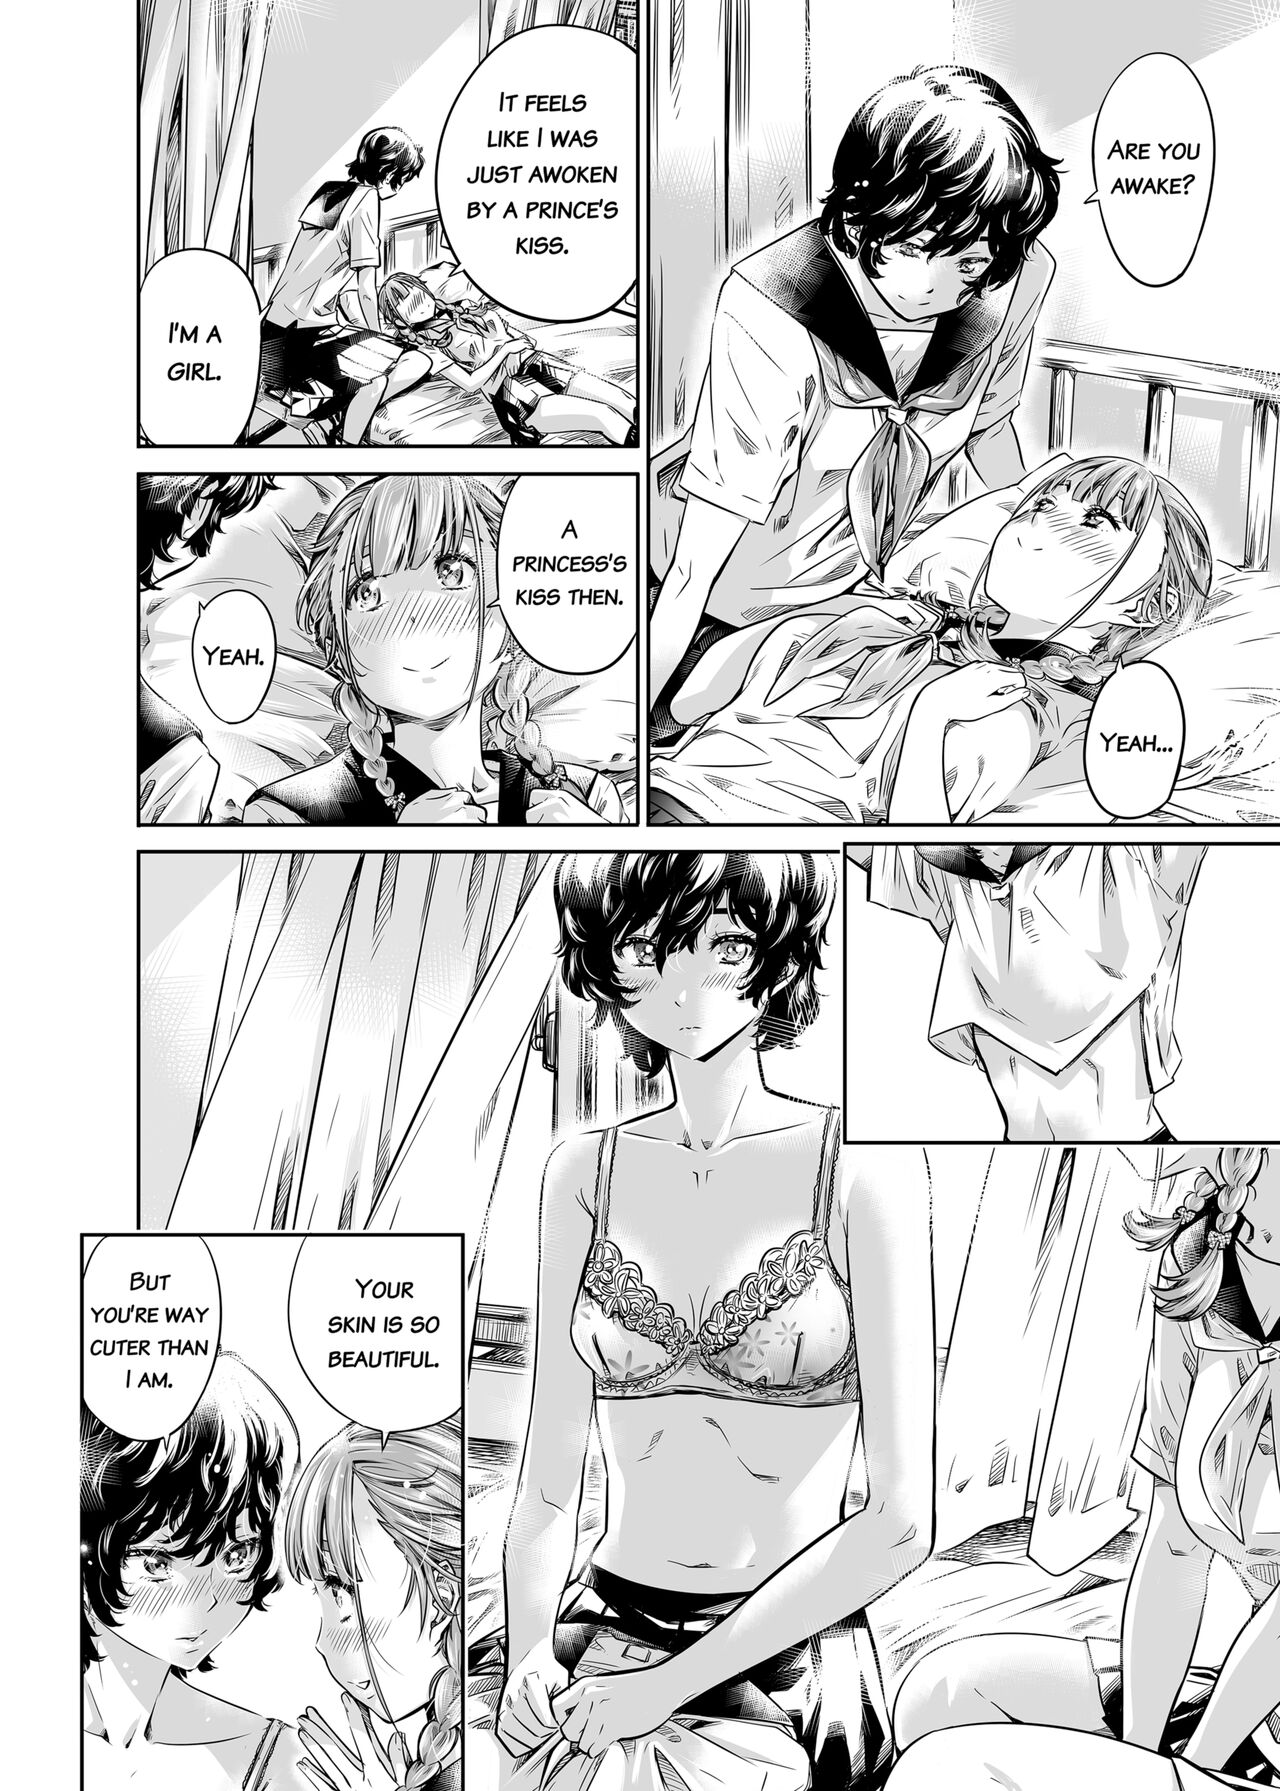 ARE YOU
AWAKE?
YEAH...
IT FEELS
LIKE I WAS
JUST AWOKEN
BY A PRINCE'S
KISS.
I'M A
GIRL.
A
PRINCESS'S
KISS THEN.
YEAH.
YOUR
SKIN IS SO
BEAUTIFUL.
BUT
YOU'RE WAY
CUTER THAN
I AM.